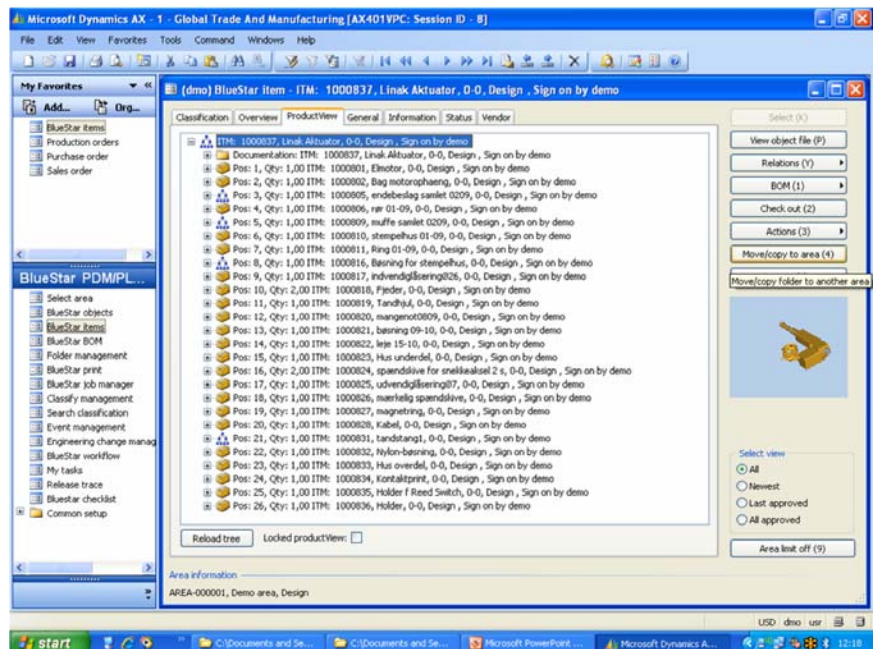 Microsoft Dynamics AX - 1 - Global Trade And Manufacturing [AX401VPC: Session ID - 8]
File Edit View Favorites Tools Command Windows Help
My Favorites
Add... Org...
BlueStar items
Production orders
Purchase order
Sales order
BlueStar PDM/PL...
Select area
BlueStar objects
BlueStar items
BlueStar BOM
Folder management
BlueStar print
BlueStar job manager
Classify management
Search classification
Event management
Engineering change manag
BlueStar workflow
My tasks
Release trace
Bluestar checklist
Common setup
(dmo) BlueStar item - ITM: 1000837, Linak Aktuator, 0-0, Design , Sign on by demo
Classification Overview ProductView General Information Status Vendor
ITM: 1000837, Linak Aktuator, 0-0, Design , Sign on by demo
Documentation: ITM: 1000837, Linak Aktuator, 0-0, Design , Sign on by demo
Pos: 1, Qty: 1,00 ITM: 1000801, Elmotor, 0-0, Design , Sign on by demo
Pos: 2, Qty: 1,00 ITM: 1000802, Bag motorophaeng, 0-0, Design , Sign on by demo
Pos: 3, Qty: 1,00 ITM: 1000805, endebeslag samlet 0209, 0-0, Design , Sign on by demo
Pos: 4, Qty: 1,00 ITM: 1000806, rør 01-09, 0-0, Design , Sign on by demo
Pos: 5, Qty: 1,00 ITM: 1000809, muffe samlet 0209, 0-0, Design , Sign on by demo
Pos: 6, Qty: 1,00 ITM: 1000810, stempelhus 01-09, 0-0, Design , Sign on by demo
Pos: 7, Qty: 1,00 ITM: 1000811, Ring 01-09, 0-0, Design , Sign on by demo
Pos: 8, Qty: 1,00 ITM: 1000816, Bøsning for stempelhus, 0-0, Design , Sign on by demo
Pos: 9, Qty: 1,00 ITM: 1000817, indvendiglåsering026, 0-0, Design , Sign on by demo
Pos: 10, Qty: 2,00 ITM: 1000818, Fjeder, 0-0, Design , Sign on by demo
Pos: 11, Qty: 1,00 ITM: 1000819, Tandhjul, 0-0, Design , Sign on by demo
Pos: 12, Qty: 1,00 ITM: 1000820, mangenot0809, 0-0, Design , Sign on by demo
Pos: 13, Qty: 1,00 ITM: 1000821, bøsning 09-10, 0-0, Design , Sign on by demo
Pos: 14, Qty: 1,00 ITM: 1000822, leje 15-10, 0-0, Design , Sign on by demo
Pos: 15, Qty: 1,00 ITM: 1000823, Hus underdel, 0-0, Design , Sign on by demo
Pos: 16, Qty: 2,00 ITM: 1000824, spændskive for snekkeaksel 2 s, 0-0, Design , Sign on by demo
Pos: 17, Qty: 1,00 ITM: 1000825, udvendiglåsering07, 0-0, Design , Sign on by demo
Pos: 18, Qty: 1,00 ITM: 1000826, mærkelig spændskive, 0-0, Design , Sign on by demo
Pos: 19, Qty: 1,00 ITM: 1000827, magnetring, 0-0, Design , Sign on by demo
Pos: 20, Qty: 1,00 ITM: 1000828, Kabel, 0-0, Design , Sign on by demo
Pos: 21, Qty: 1,00 ITM: 1000831, tandstang1, 0-0, Design , Sign on by demo
Pos: 22, Qty: 1,00 ITM: 1000832, Nylon-bøsning, 0-0, Design , Sign on by demo
Pos: 23, Qty: 1,00 ITM: 1000833, Hus overdel, 0-0, Design , Sign on by demo
Pos: 24, Qty: 1,00 ITM: 1000834, Kontaktprint, 0-0, Design , Sign on by demo
Pos: 25, Qty: 1,00 ITM: 1000835, Holder f Reed Switch, 0-0, Design , Sign on by demo
Pos: 26, Qty: 1,00 ITM: 1000836, Holder, 0-0, Design , Sign on by demo
Reload tree Locked productView:
Select (K)
View object file (P)
Relations (Y)
BOM (1)
Check out (2)
Actions (3)
Move/copy to area (4)
Move/copy folder to another area
Select view
All
Newest
Last approved
All approved
Area limit off (9)
Area information
AREA-000001, Demo area, Design
USD dmo usr
start
C:\Documents and Se...
C:\Documents and Se...
Microsoft PowerPoint ...
Microsoft Dynamics A...
12:18